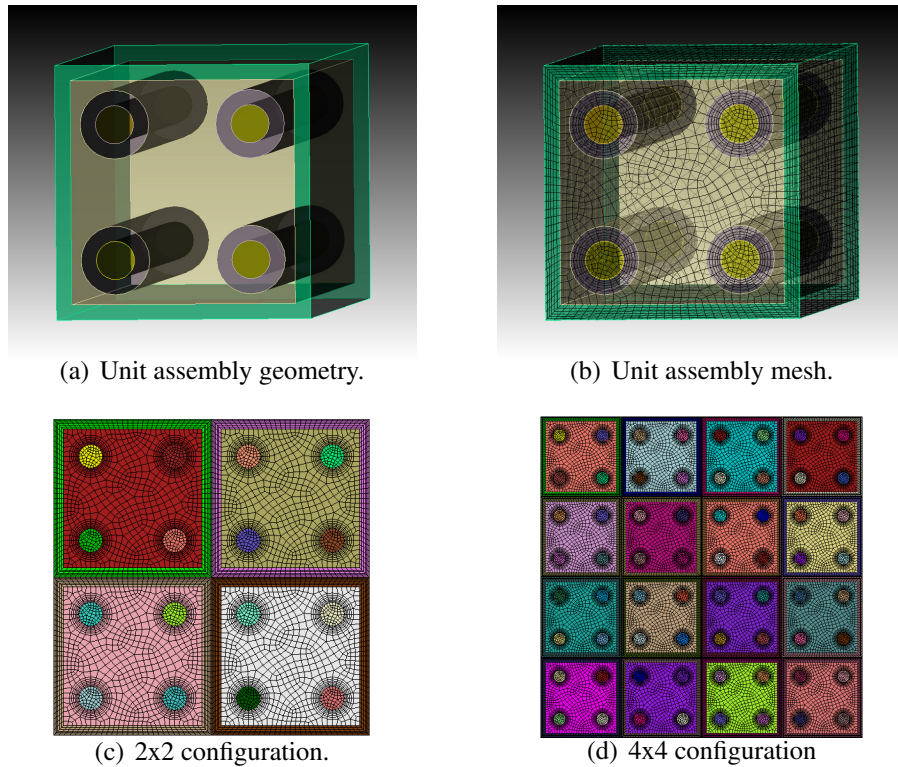 (a) Unit assembly geometry.
(b) Unit assembly mesh.
(c) 2x2 configuration.
(d) 4x4 configuration